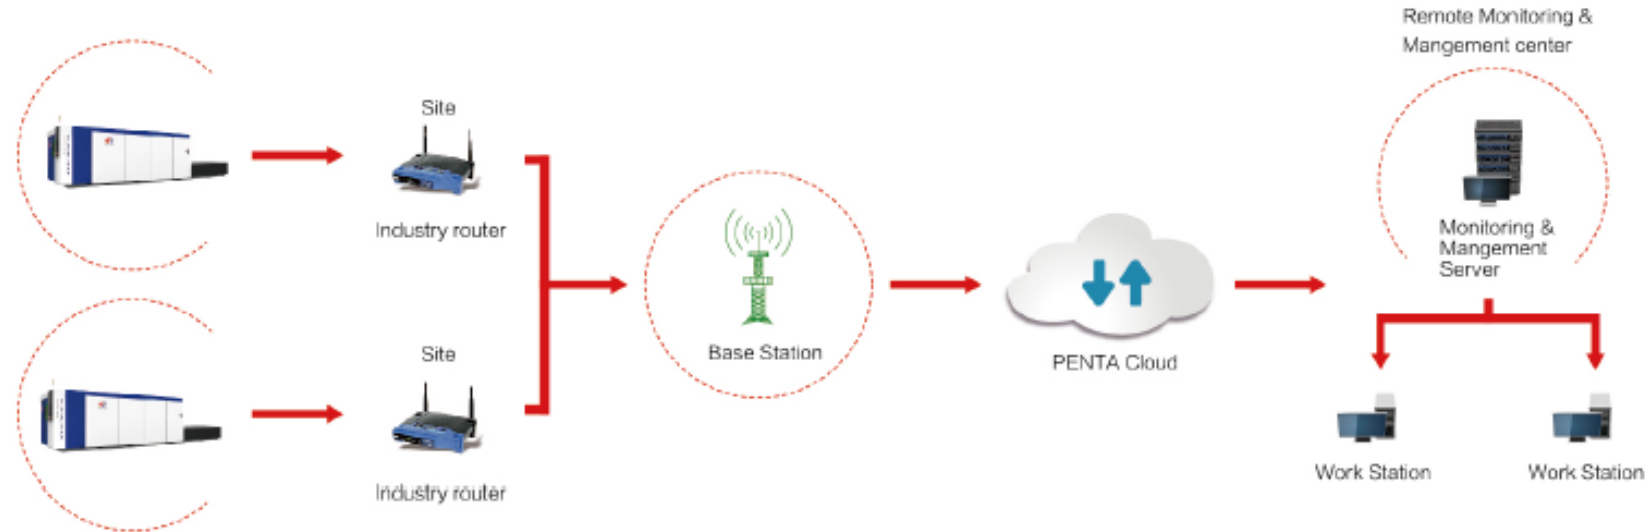 Remote Monitoring &
Mangement center
Site
Industry router
Site
Industry router
Base Station
PENTA Cloud
Monitoring &
Mangement
Server
Work Station
Work Station